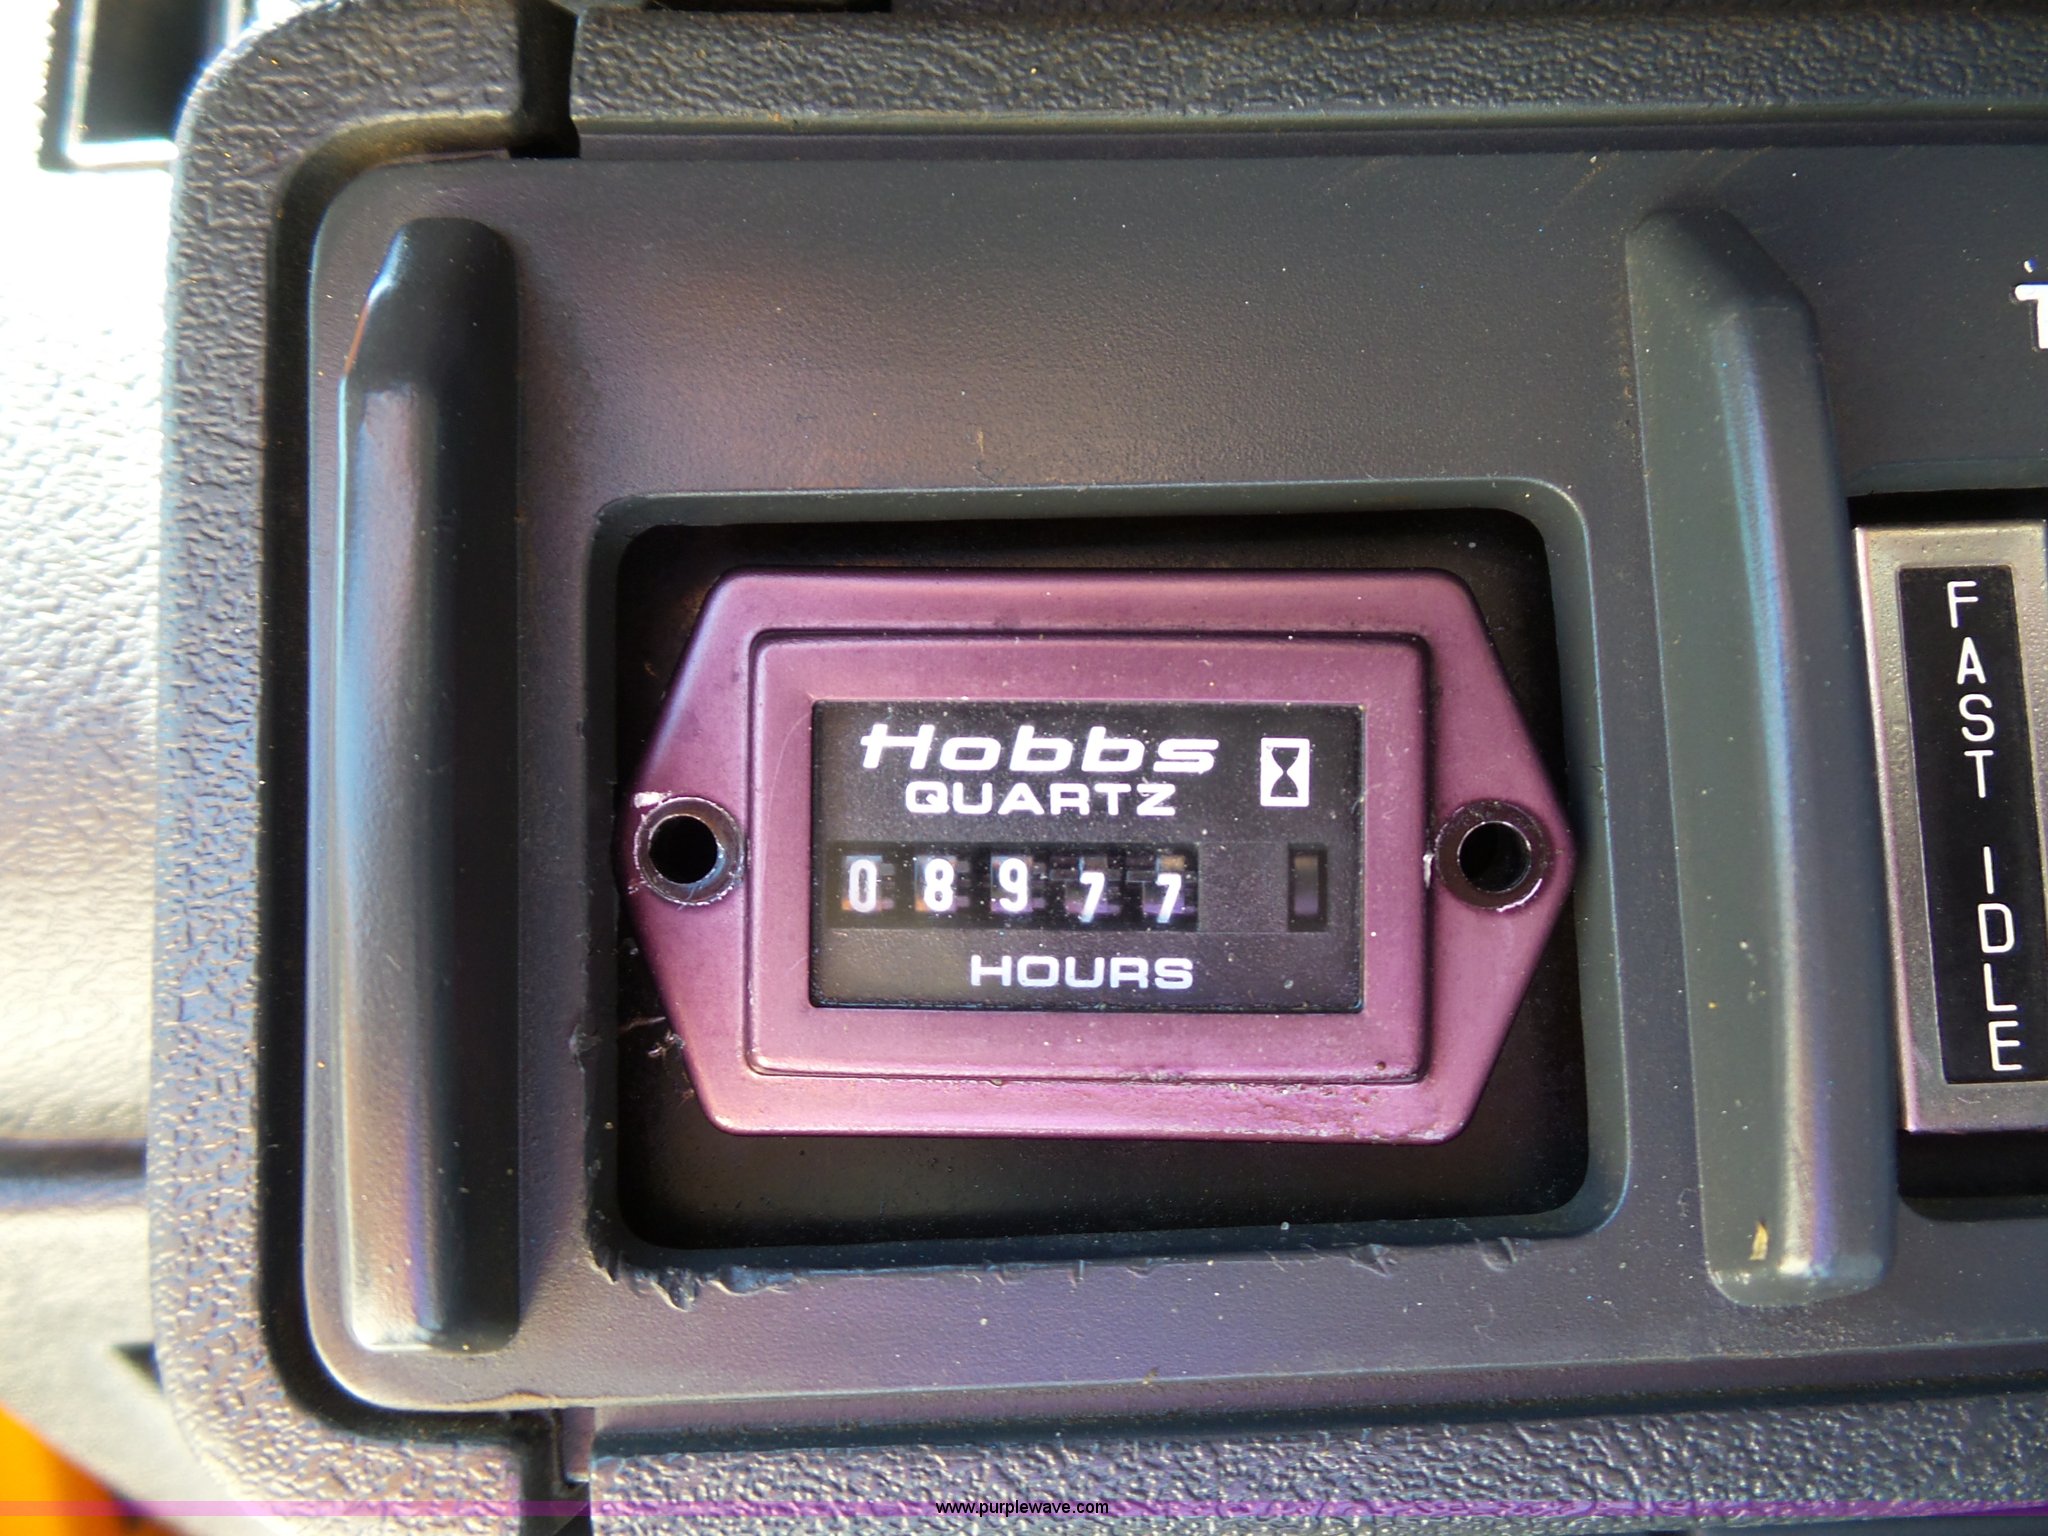 Hobbs
QUARTZ
08977
HOURS
FAST IDLE
www.purplewave.com